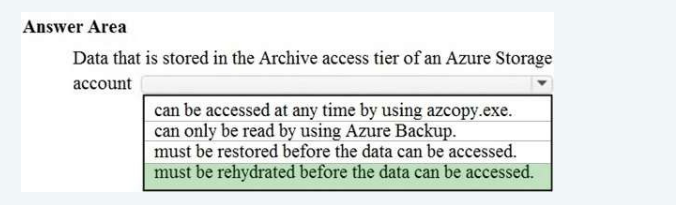 Answer Area
Data that is stored in the Archive access tier of an Azure Storage
account
can be accessed at any time by using azcopy.exe.
can only be read by using Azure Backup.
must be restored before the data can be accessed.
must be rehydrated before the data can be accessed.